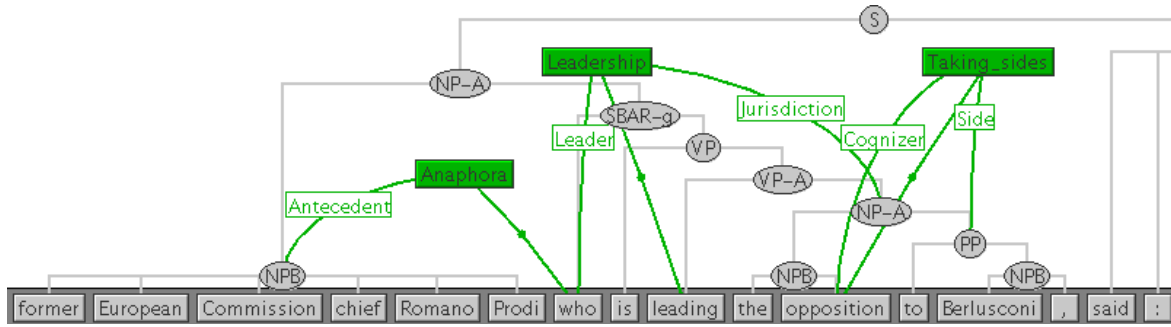 S
Leadership Taking_sides
NP-A
Jurisdiction
SBAR-g Side
Leader Cognizer
VP
Anaphora VP-A
Antecedent NP-A
PP
NPB NPB NPB
former European Commission chief Romano Prodi who is leading the opposition to Berlusconi , said :